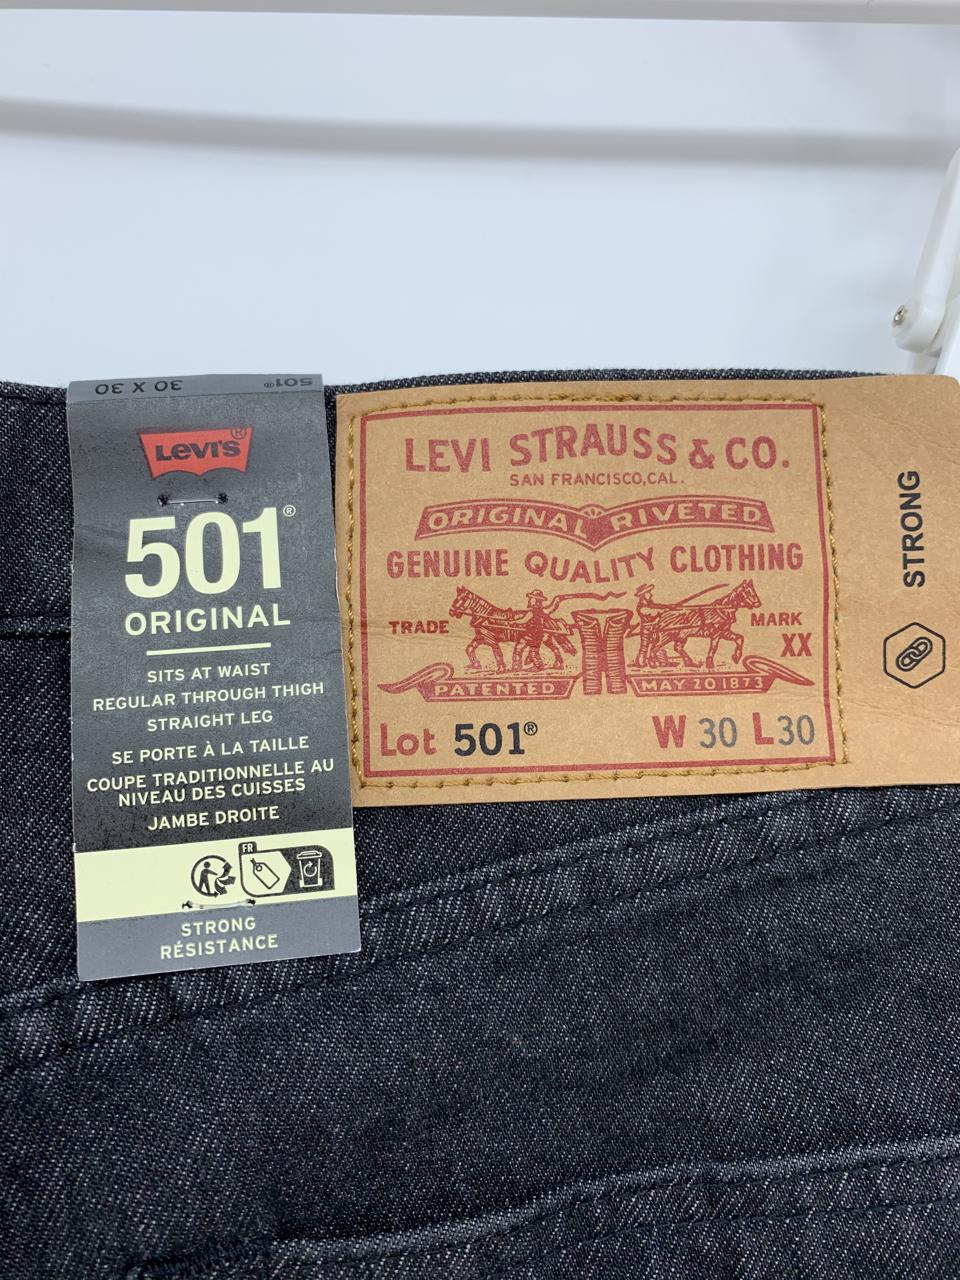 30 X 30
501®
LEVI'S®
501®
ORIGINAL
SITS AT WAIST
REGULAR THROUGH THIGH
STRAIGHT LEG
SE PORTE À LA TAILLE
COUPE TRADITIONNELLE AU
NIVEAU DES CUISSES
JAMBE DROITE
FR
STRONG
RÉSISTANCE
LEVI STRAUSS & CO.
SAN FRANCISCO, CAL.
ORIGINAL RIVETED
GENUINE QUALITY CLOTHING
TRADE MARK
XX
PATENTED MAY 20 1873
Lot 501® W 30 L 30
STRONG